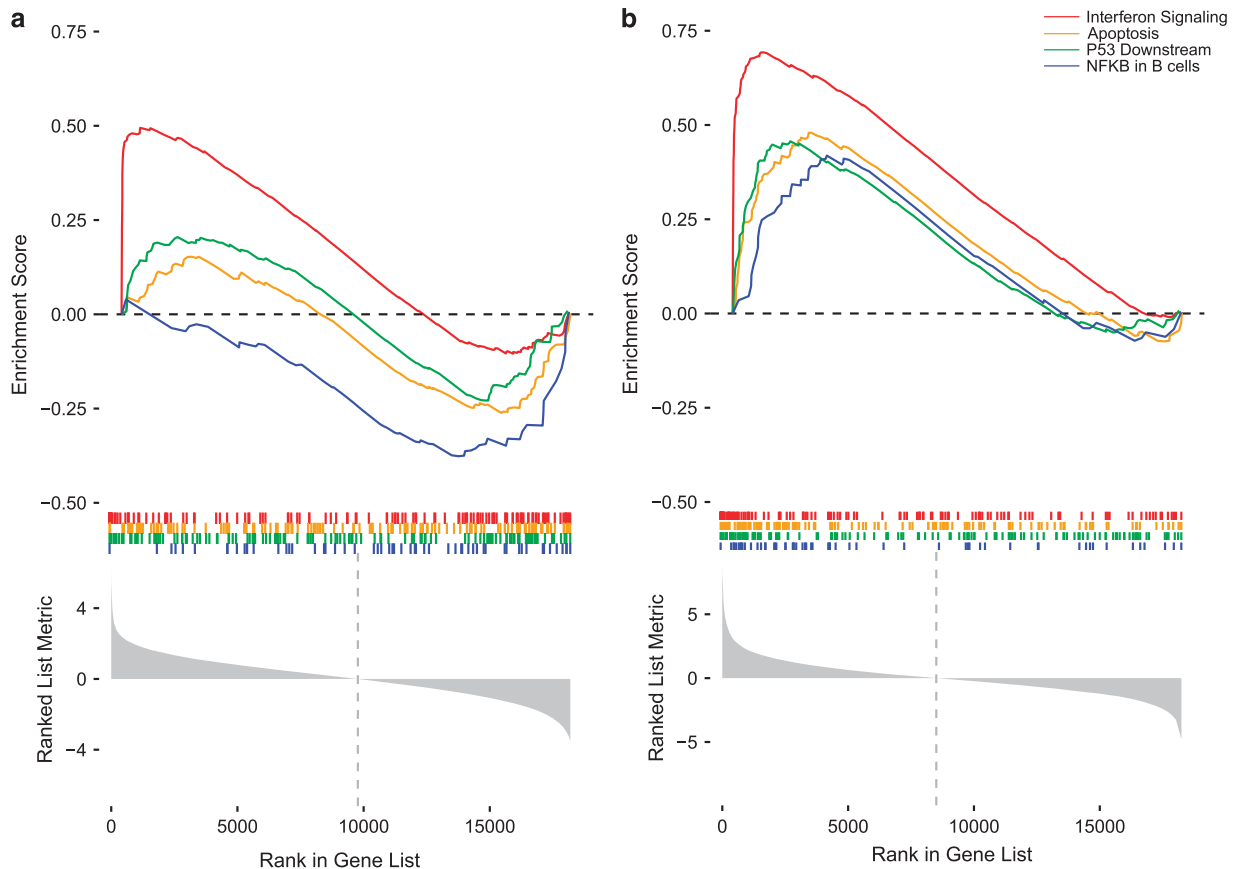 a
0.75
0.50
0.25
0.00
−0.25
−0.50
Enrichment Score
4
0
−4
Ranked List Metric
0 5000 10000 15000
Rank in Gene List
b
Interferon Signaling
Apoptosis
P53 Downstream
NFKB in B cells
0.75
0.50
0.25
0.00
−0.25
−0.50
Enrichment Score
5
0
−5
Ranked List Metric
0 5000 10000 15000
Rank in Gene List